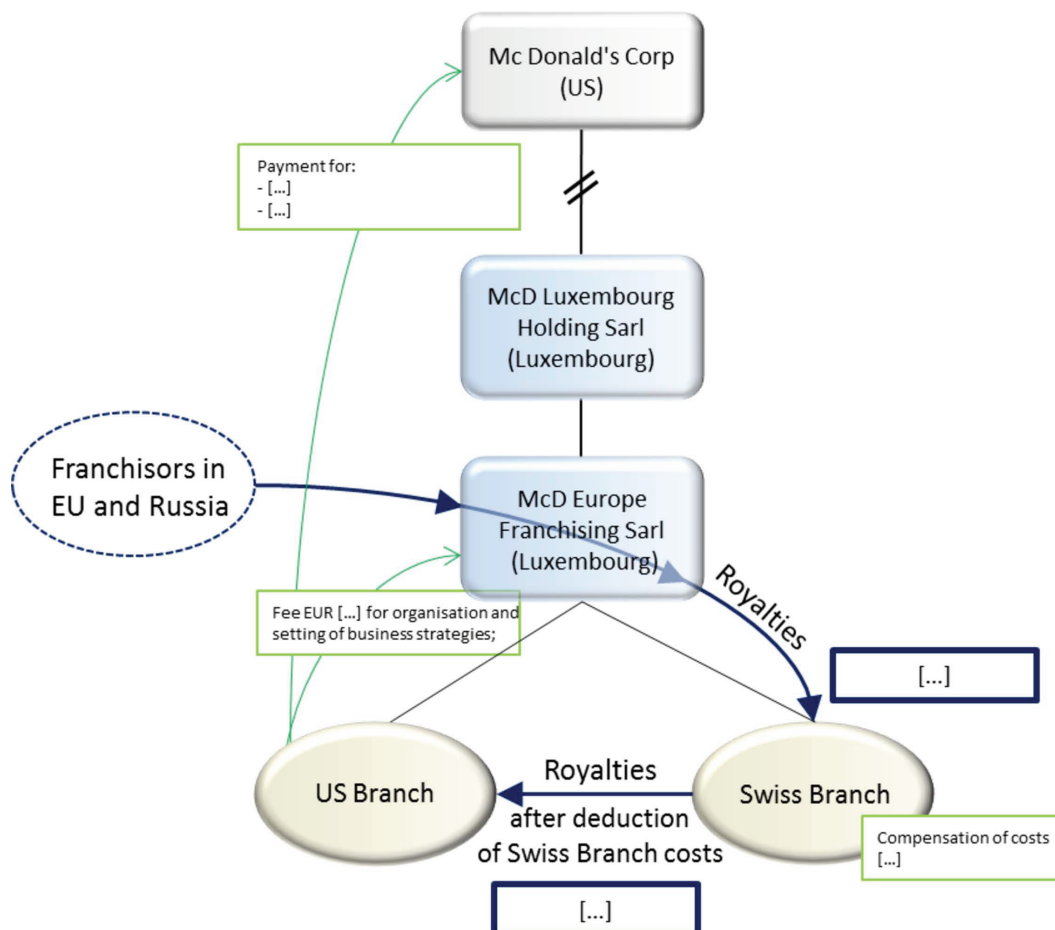 Mc Donald's Corp
(US)
Payment for:
- [...]
- [...]
McD Luxembourg
Holding Sarl
(Luxembourg)
Franchisors in
EU and Russia
McD Europe
Franchising Sarl
(Luxembourg)
Royalties
Fee EUR [...] for organisation and
setting of business strategies;
[...]
US Branch
Royalties
after deduction
of Swiss Branch costs
Swiss Branch
Compensation of costs
[...]
[...]